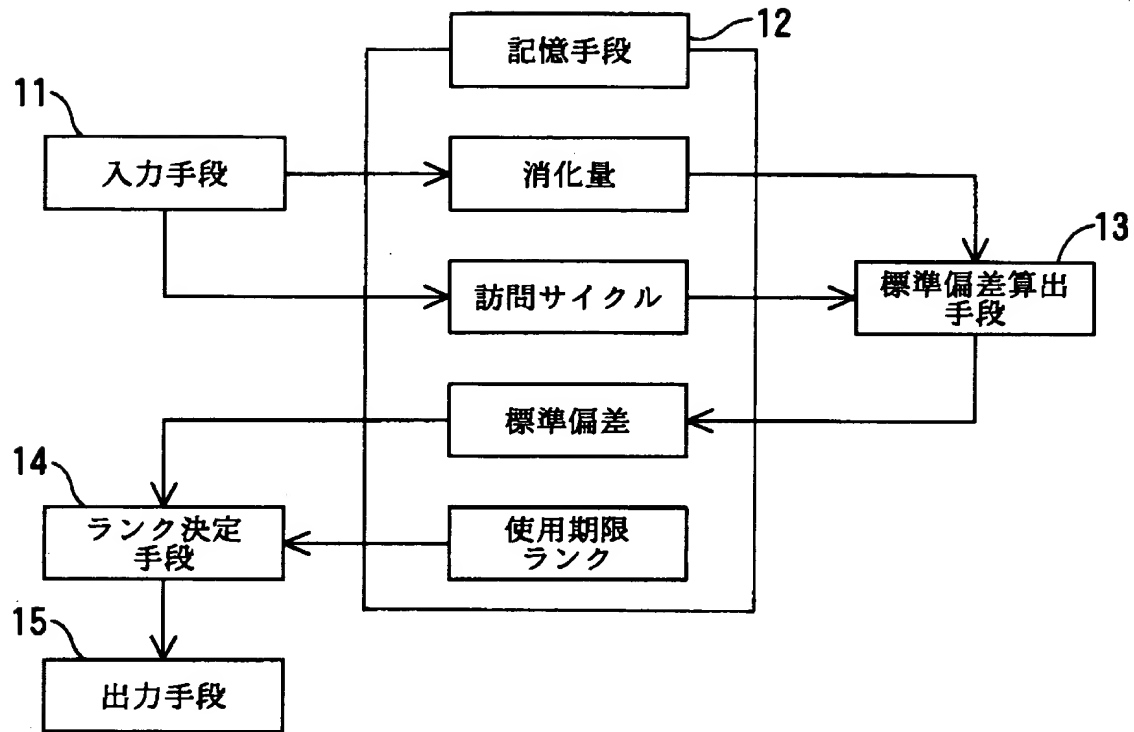 12
記憶手段
11
入力手段
消化量
13
訪問サイクル
標準偏差算出
手段
標準偏差
14
ランク決定
手段
使用期限
ランク
15
出力手段